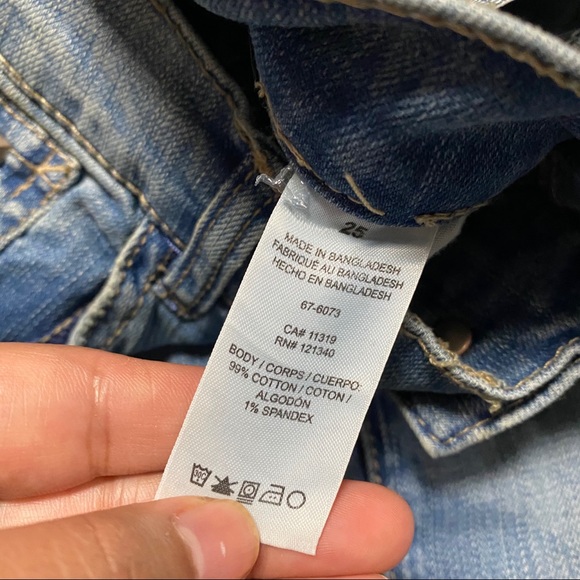 25
MADE IN BANGLADESH
FABRIQUÉ AU BANGLADESH
HECHO EN BANGLADESH
67-6073
CA# 11319
RN# 121340
BODY / CORPS / CUERPO-
99% COTTON / COTON /
ALGODÓN
1% SPANDEX
30C